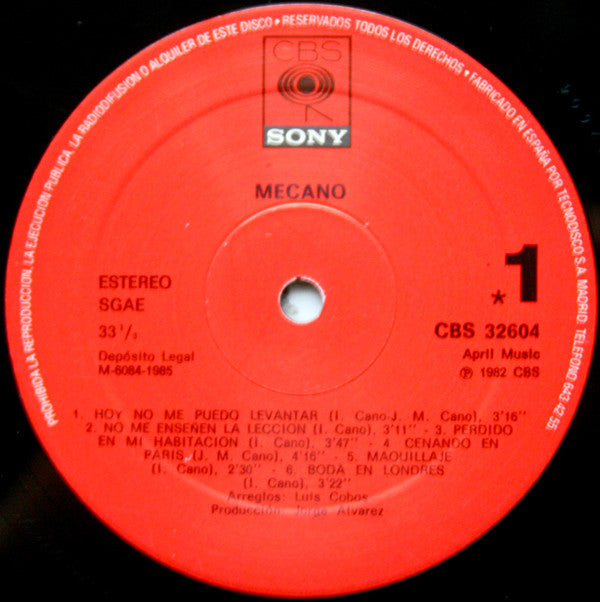 PROHIBIDA LA REPRODUCCION, LA EJECUCION PUBLICA, LA RADIODIFUSION O ALQUILER DE ESTE DISCO • RESERVADOS TODOS LOS DERECHOS • FABRICADO EN ESPAÑA POR TECNODISCO S.A. MADRID. TELEFONO 643 42 55.
CBS
SONY
MECANO
ESTEREO
SGAE
33 1/3
Depósito Legal
M-6084-1985
*1
CBS 32604
April Music
℗ 1982 CBS
1. HOY NO ME PUEDO LEVANTAR (I. Cano-J. M. Cano), 3'16"
2. NO ME ENSEÑEN LA LECCION (I. Cano), 3'11" - 3. PERDIDO
EN MI HABITACION (I. Cano), 3'47" - 4. CENANDO EN
PARIS, (J. M. Cano), 4'16" - 5. MAQUILLAJE
(I. Cano), 2'30" - 6. BODA EN LONDRES
(I. Cano), 3'22"
Arreglos: Luis Cobos
Producción: Jorge Alvarez